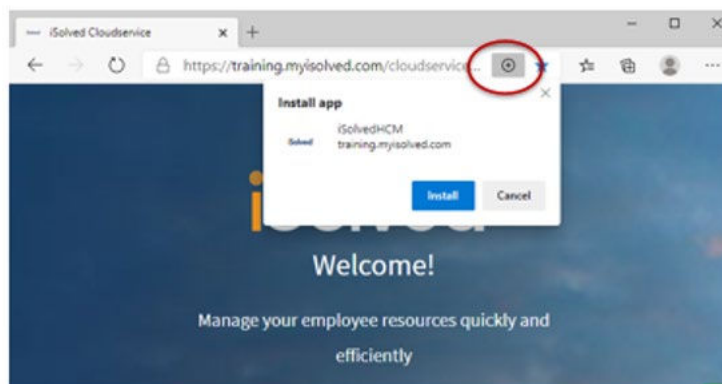 iSolved Cloudservice
https://training.myisolved.com/cloudservice...
Install app
iSolvedHCM
iSolved
training.myisolved.com
Install Cancel
Welcome!
Manage your employee resources quickly and
efficiently